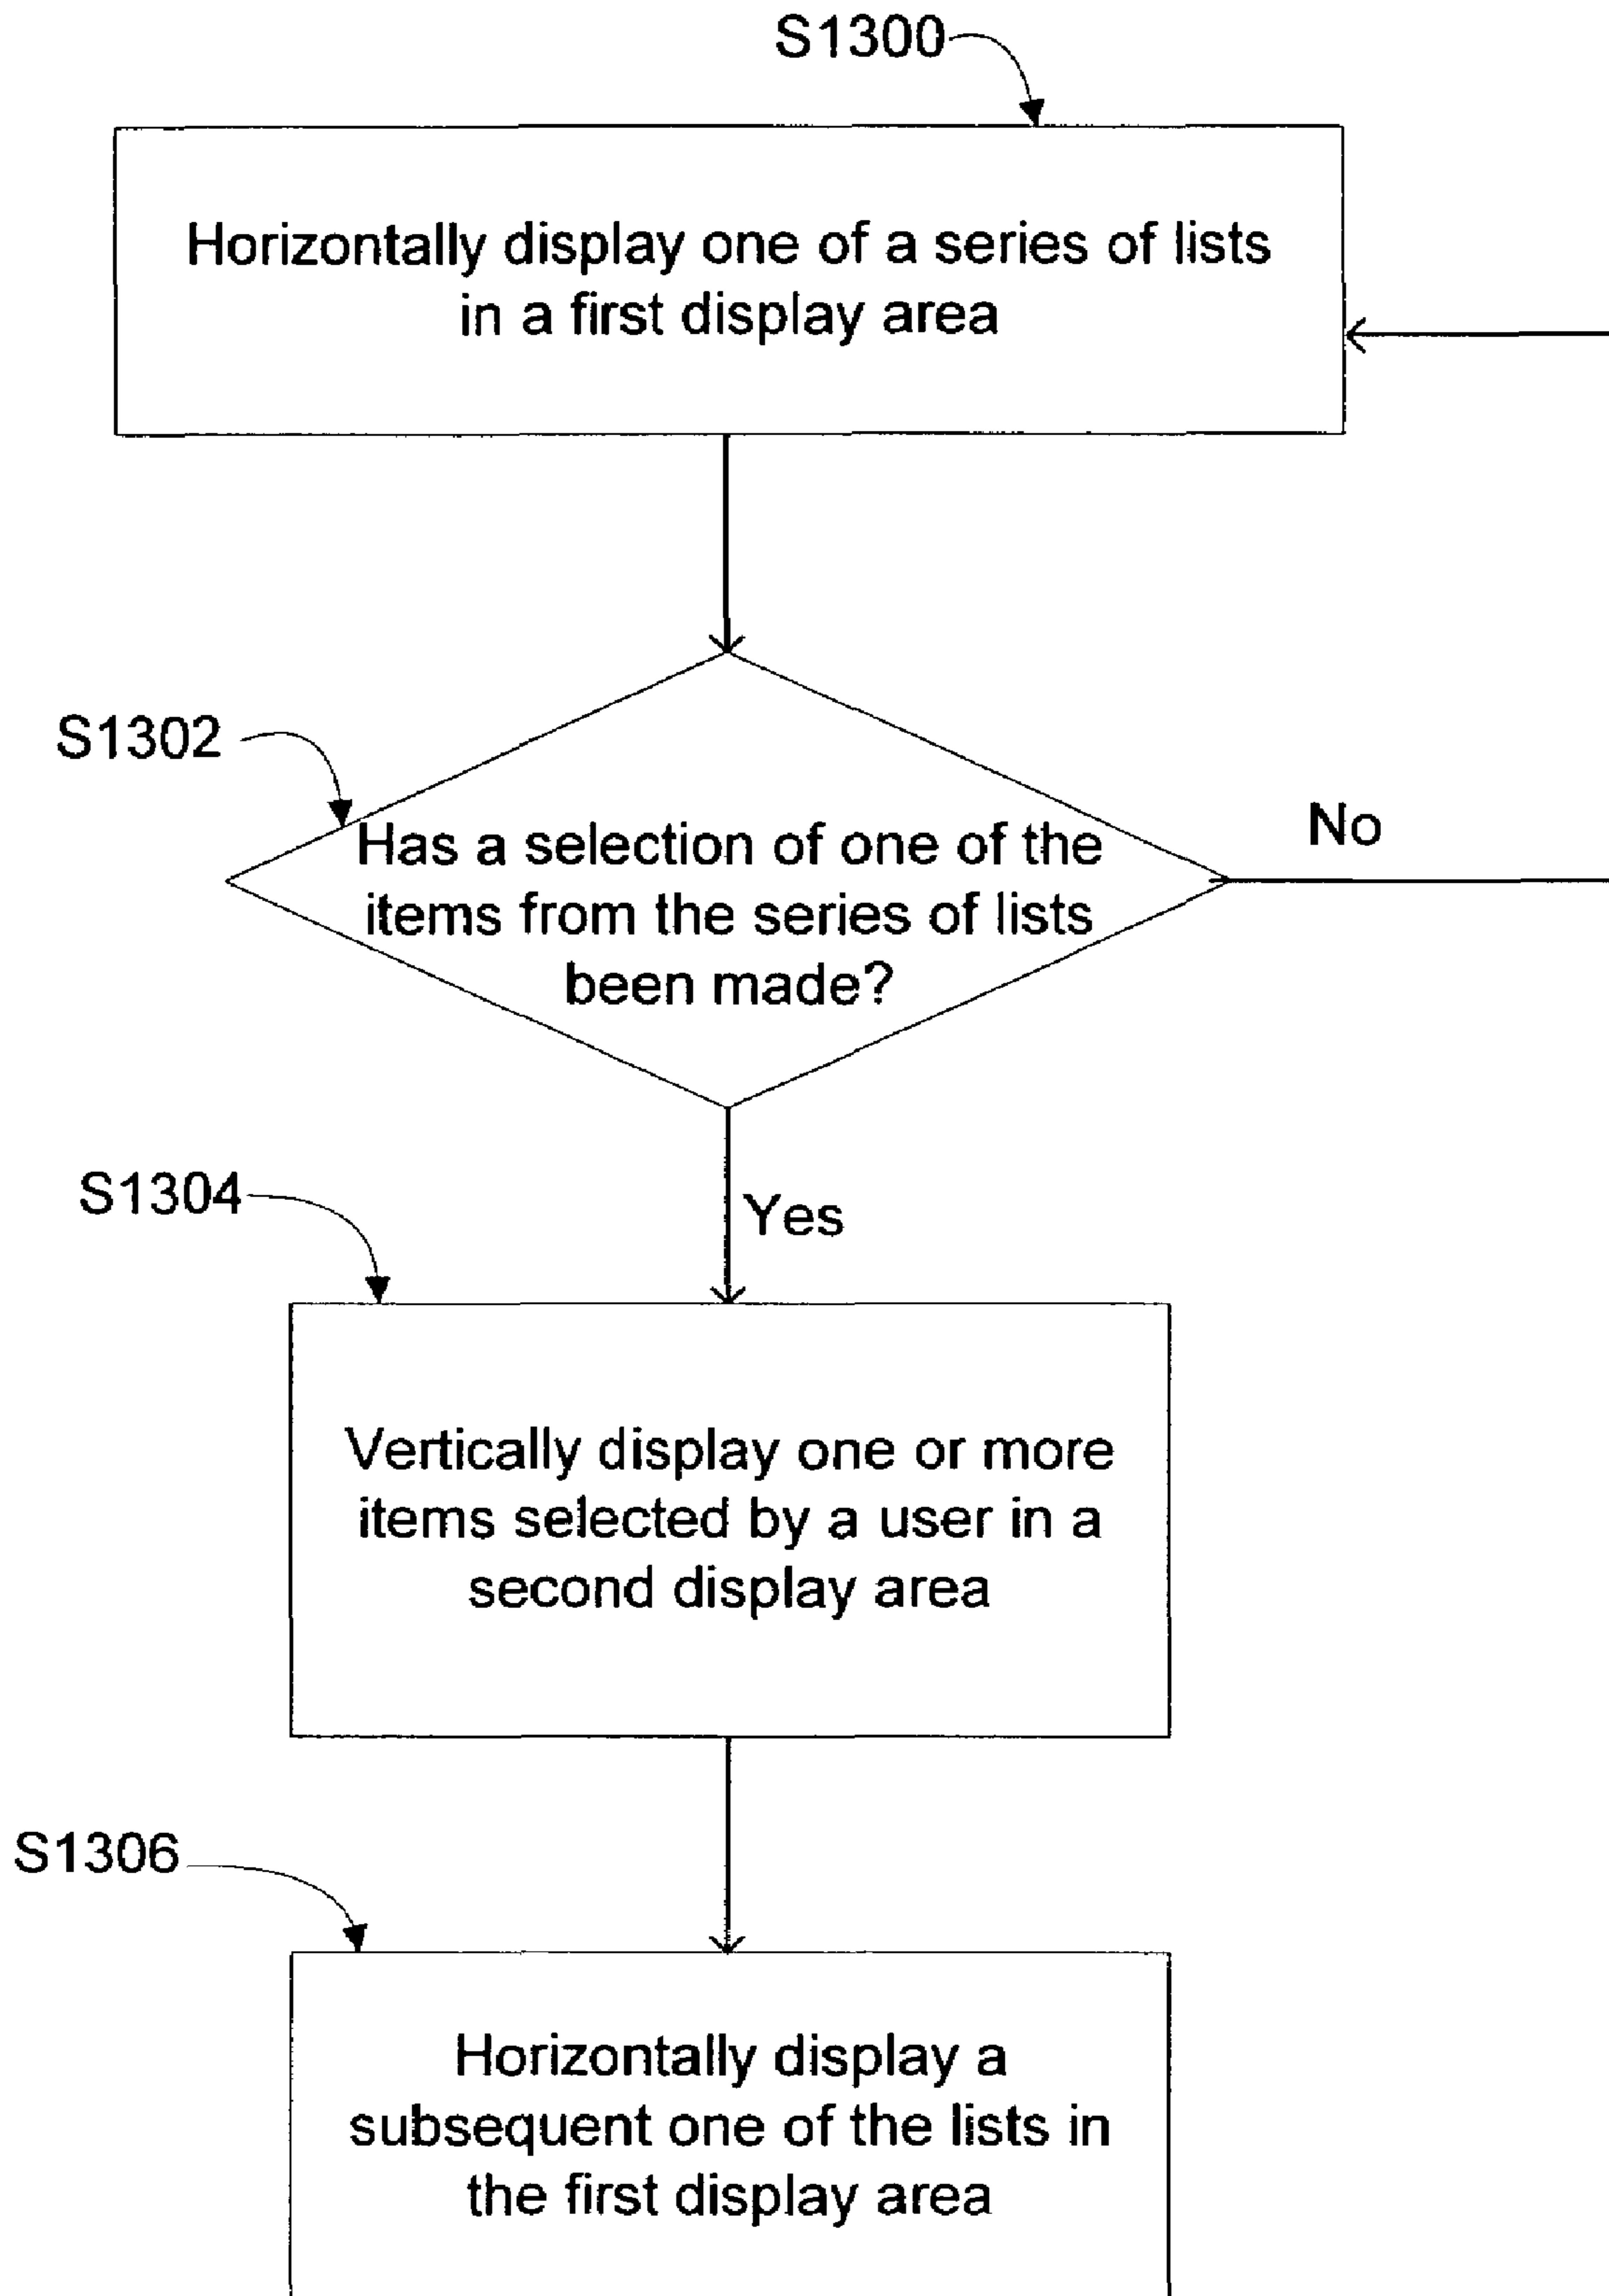 S1300
Horizontally display one of a series of lists
in a first display area
S1302
Has a selection of one of the
items from the series of lists
been made?
No
Yes
S1304
Vertically display one or more
items selected by a user in a
second display area
S1306
Horizontally display a
subsequent one of the lists in
the first display area